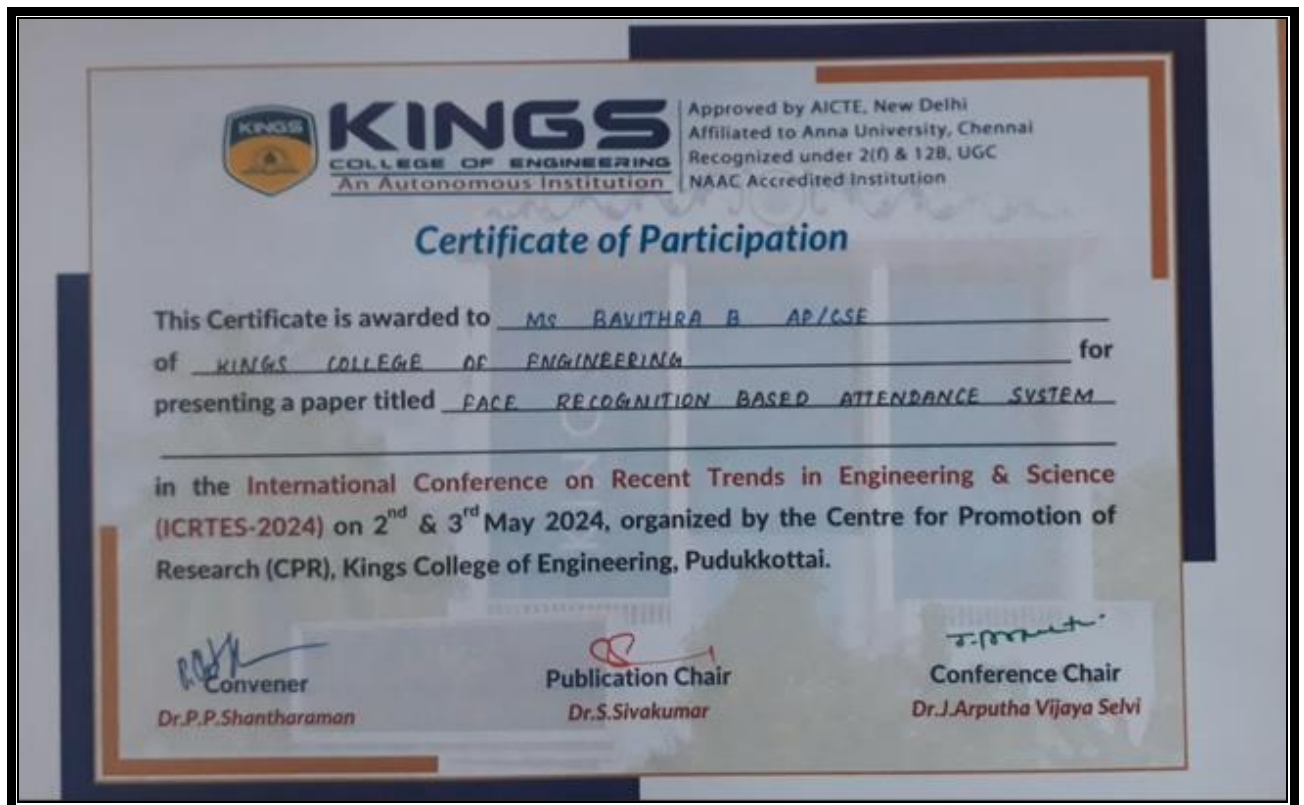 KINGS
KINGS
COLLEGE OF ENGINEERING
An Autonomous Institution
Approved by AICTE, New Delhi
Affiliated to Anna University, Chennai
Recognized under 2(f) & 12B, UGC
NAAC Accredited Institution
Certificate of Participation
This Certificate is awarded to MS BAVITHRA B AP/CSE
of KINGS COLLEGE OF ENGINEERING for
presenting a paper titled FACE RECOGNITION BASED ATTENDANCE SYSTEM
in the International Conference on Recent Trends in Engineering & Science
(ICRTES-2024) on 2nd & 3rd May 2024, organized by the Centre for Promotion of
Research (CPR), Kings College of Engineering, Pudukkottai.
Convener
Dr.P.P.Shantharaman
Publication Chair
Dr.S.Sivakumar
Conference Chair
Dr.J.Arputha Vijaya Selvi